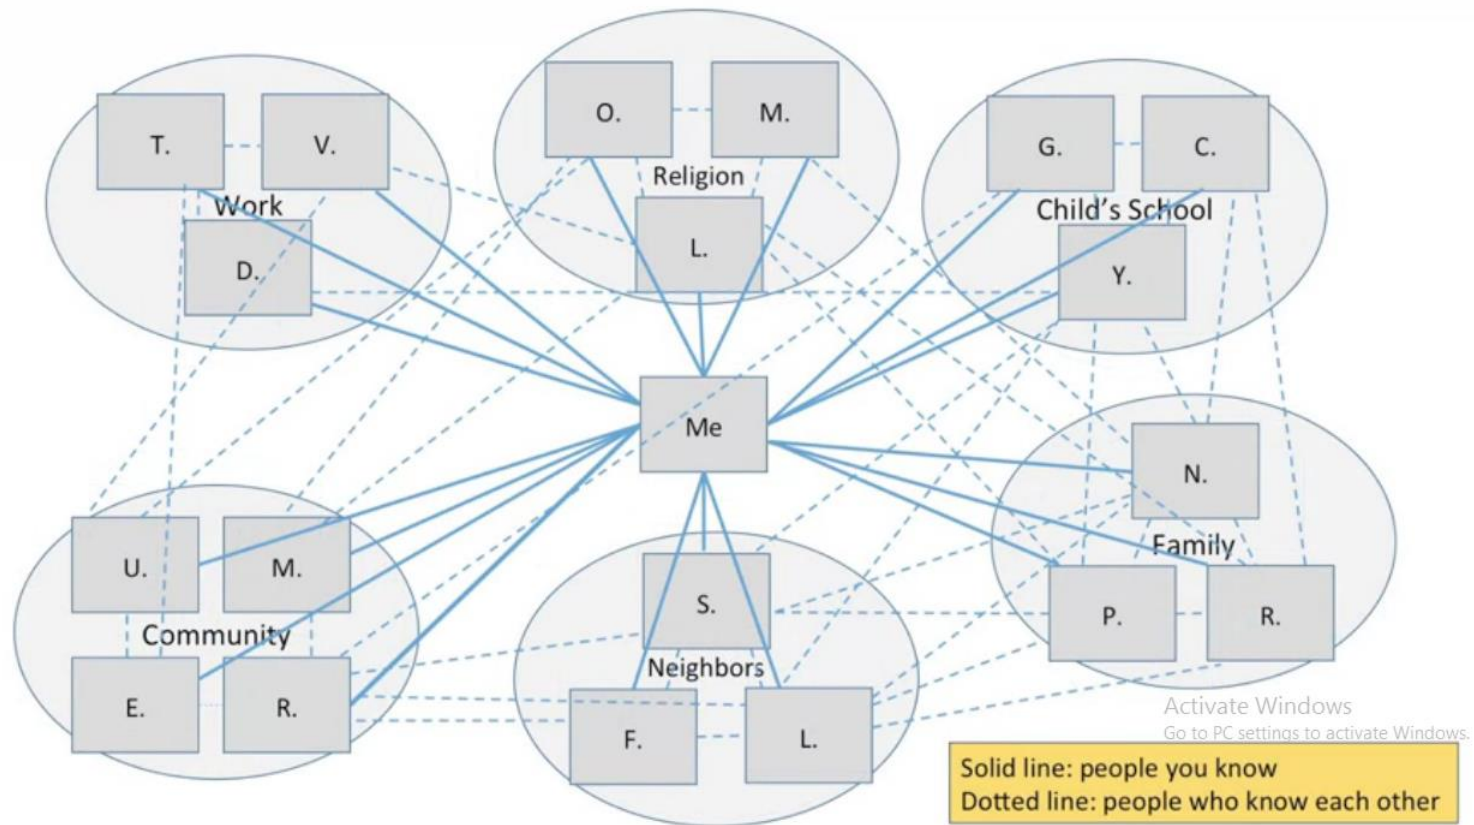 T.
V.
Work
D.
O.
M.
Religion
L.
G.
C.
Child's School
Y.
Me
U.
M.
Community
E.
R.
S.
Neighbors
F.
L.
N.
Family
P.
R.
Activate Windows
Go to PC settings to activate Windows.
Solid line: people you know
Dotted line: people who know each other